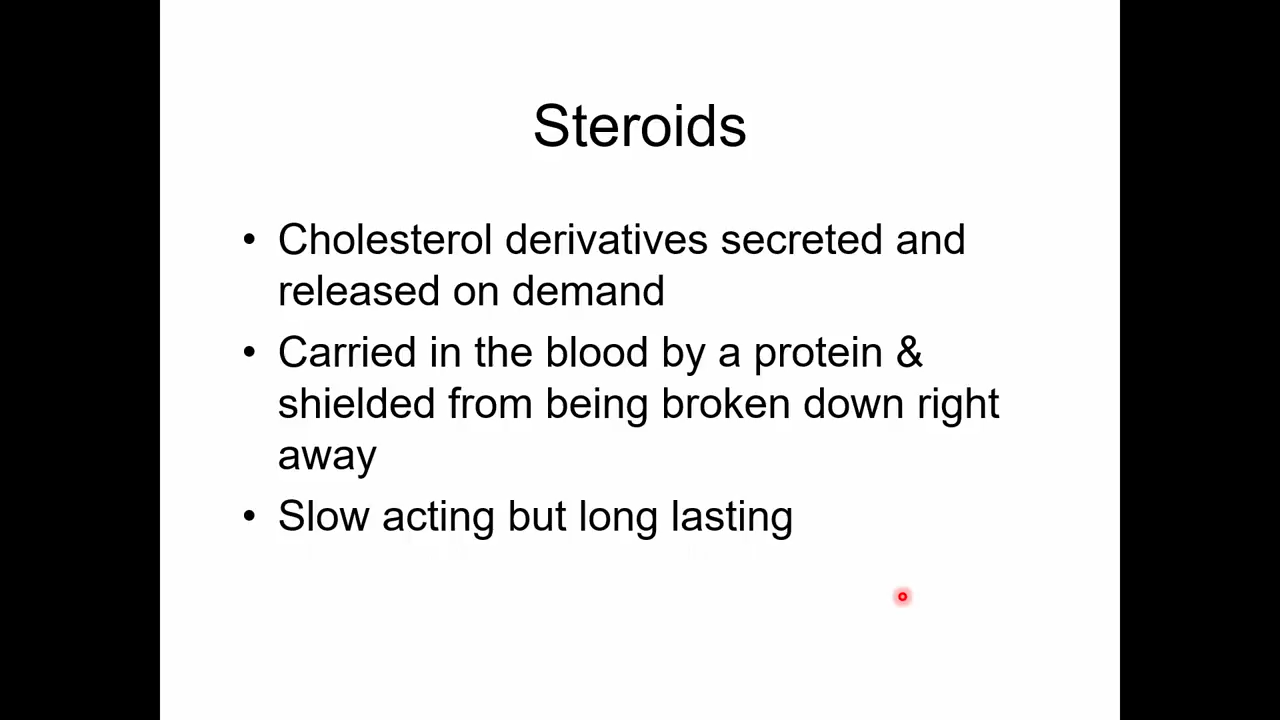 Steroids
• Cholesterol derivatives secreted and
released on demand
• Carried in the blood by a protein &
shielded from being broken down right
away
• Slow acting but long lasting